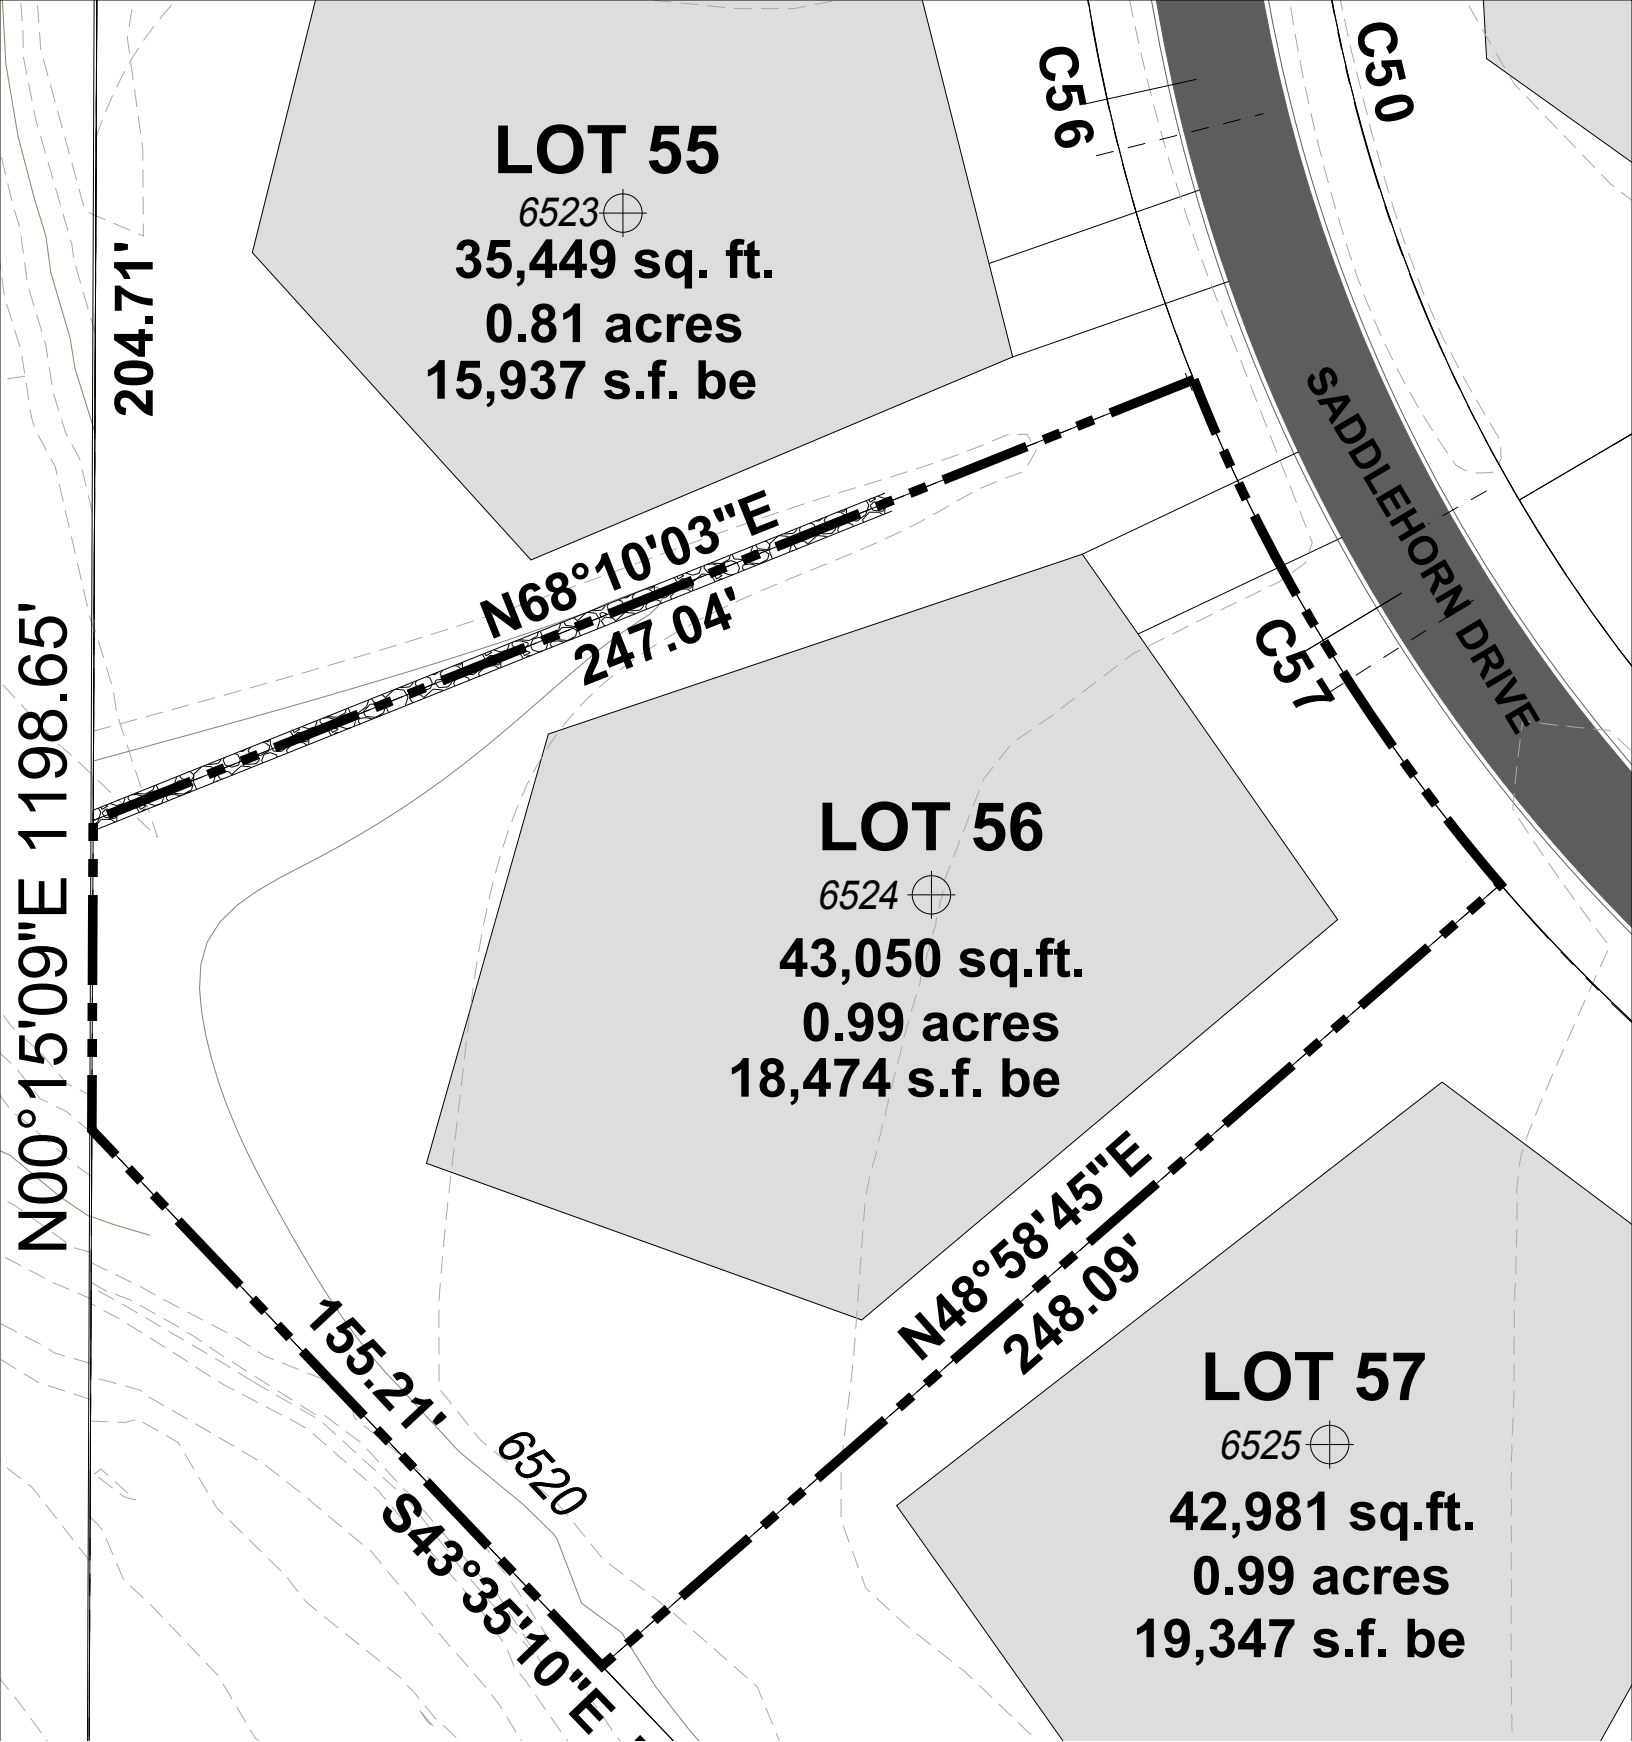 C56
C50
LOT 55
6523
35,449 sq. ft.
0.81 acres
15,937 s.f. be
204.71'
SADDLEHORN DRIVE
N68°10'03"E
247.04'
C57
N00°15'09"E 1198.65'
LOT 56
6524
43,050 sq.ft.
0.99 acres
18,474 s.f. be
N48°58'45"E
248.09'
155.21'
6520
S43°35'10"E
LOT 57
6525
42,981 sq.ft.
0.99 acres
19,347 s.f. be